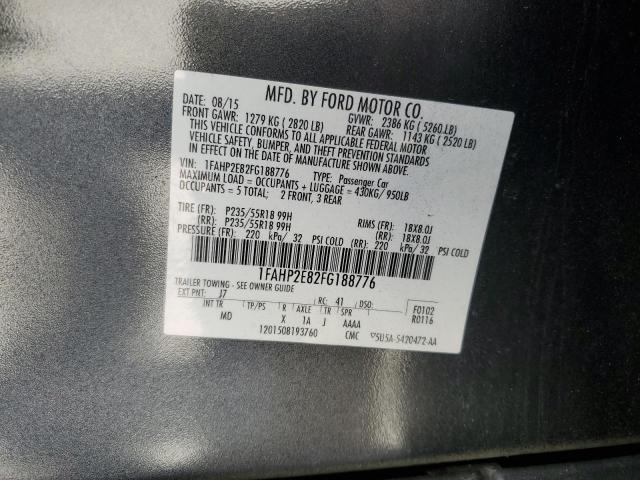 MFD. BY FORD MOTOR CO.
08/15 GVWR: 2386 KG ( 5260.LB)
FRONT GAWR: 1279 KG ( 2820 LB) REAR GAWR: 1143 KG ( 2520 LB)
THIS VEHICLE CONFORMS TO ALL APPLICABLE FEDERAL MOTOR
VEHICLE SAFETY, BUMPER, AND THEFT PREVENTION STANDARDS
IN EFFECT ON THE DATE OF MANUFACTURE SHOWN ABOVE.
VIN: 1FAHP2E82FG188776 TYPE: Passenger Car
MAXIMUM LOAD = OCCUPANTS + LUGGAGE = 430KG/ 950LB
OCCUPANTS = 5 TOTAL; 2 FRONT, 3 REAR
TIRE (FR): P235/55R18 99H RIMS (FR): 18X8.0J
(RR): P235/55R18 99H (RR): 18X8.0J
PRESSURE (FR): 220 kPa/ 32 PSI COLD (RR): 220 kPa/ 32 PSI COLD
1FAHP2E82FG188776
TRAILER TOWING - SEE OWNER GUIDE
EXT PNT: J7 RC: 41 DSO: F0102
INT TR TP/PS R AXLE TR SPR R0116
MD X 1A J AAAA
1201508193760 CMC 5U5A-5420472-AA